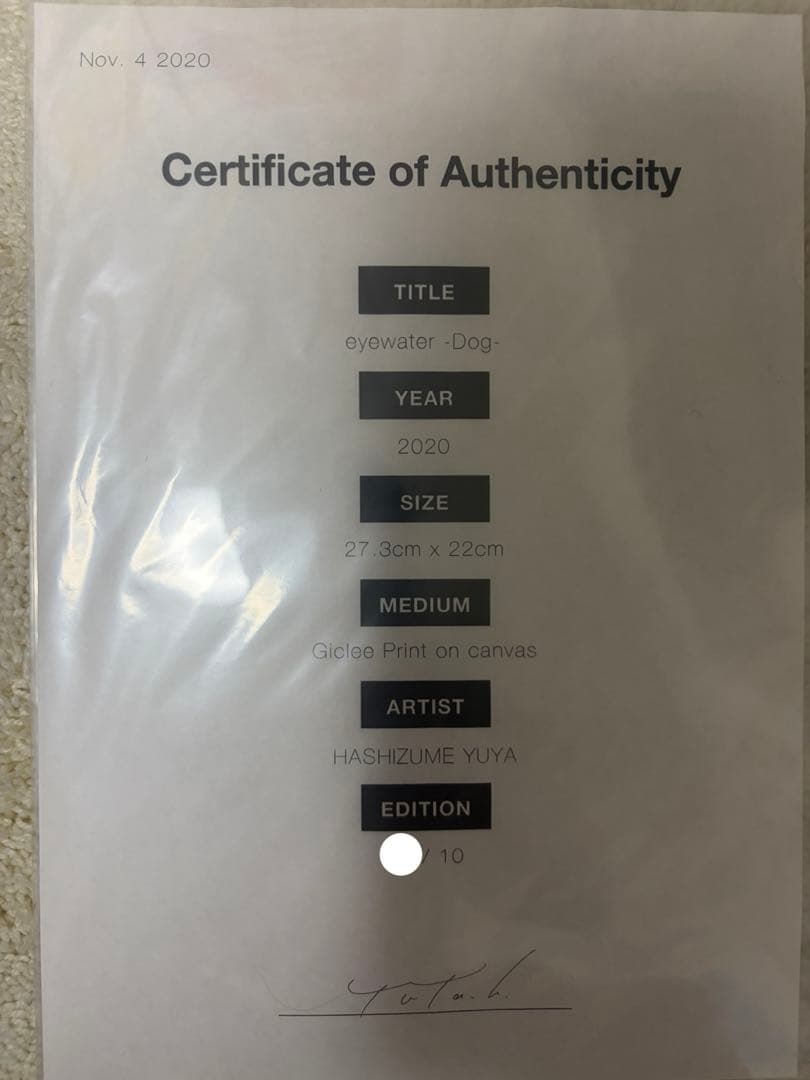 Nov. 4 2020
Certificate of Authenticity
TITLE
eyewater -Dog-
YEAR
2020
SIZE
27.3cm x 22cm
MEDIUM
Giclee Print on canvas
ARTIST
HASHIZUME YUYA
EDITION
/ 10